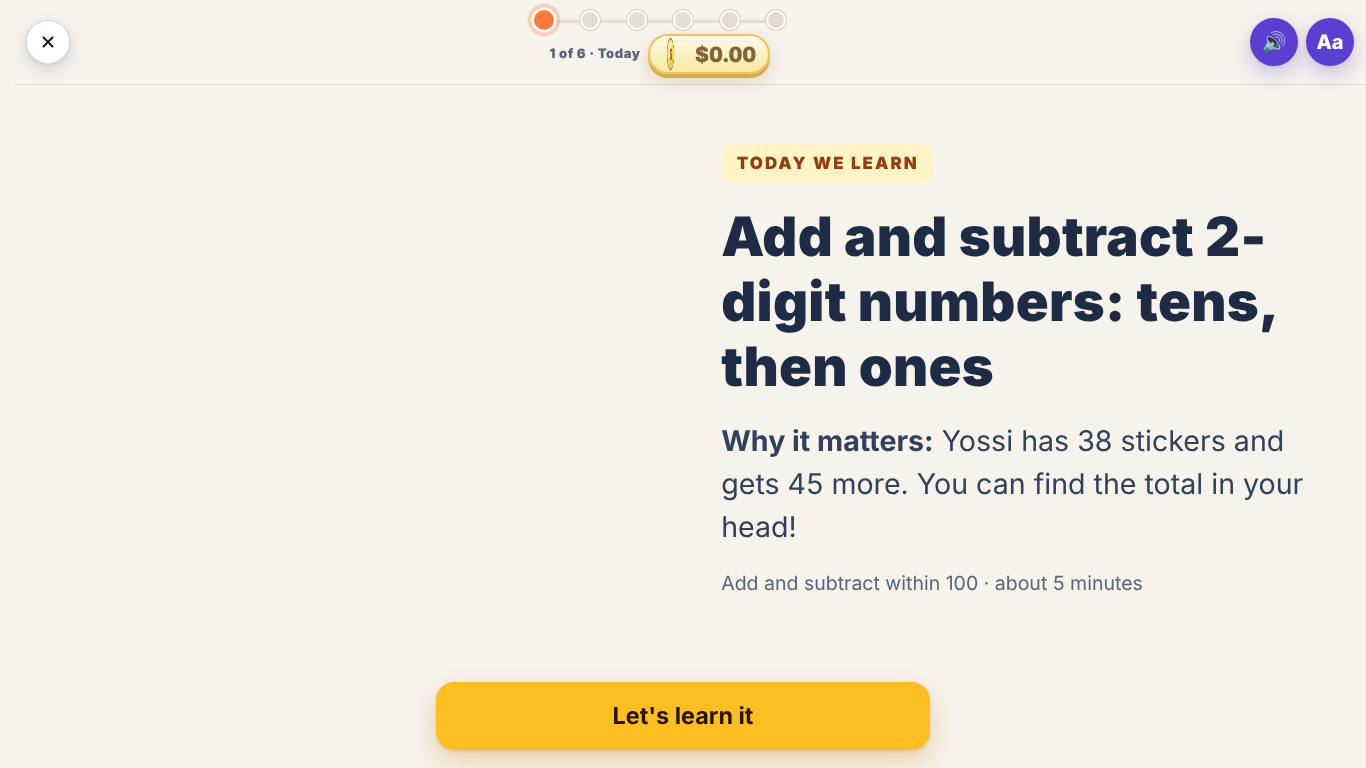 1 of 6 · Today
$0.00
Aa
TODAY WE LEARN
Add and subtract 2-
digit numbers: tens,
then ones
Why it matters: Yossi has 38 stickers and
gets 45 more. You can find the total in your
head!
Add and subtract within 100 · about 5 minutes
Let's learn it